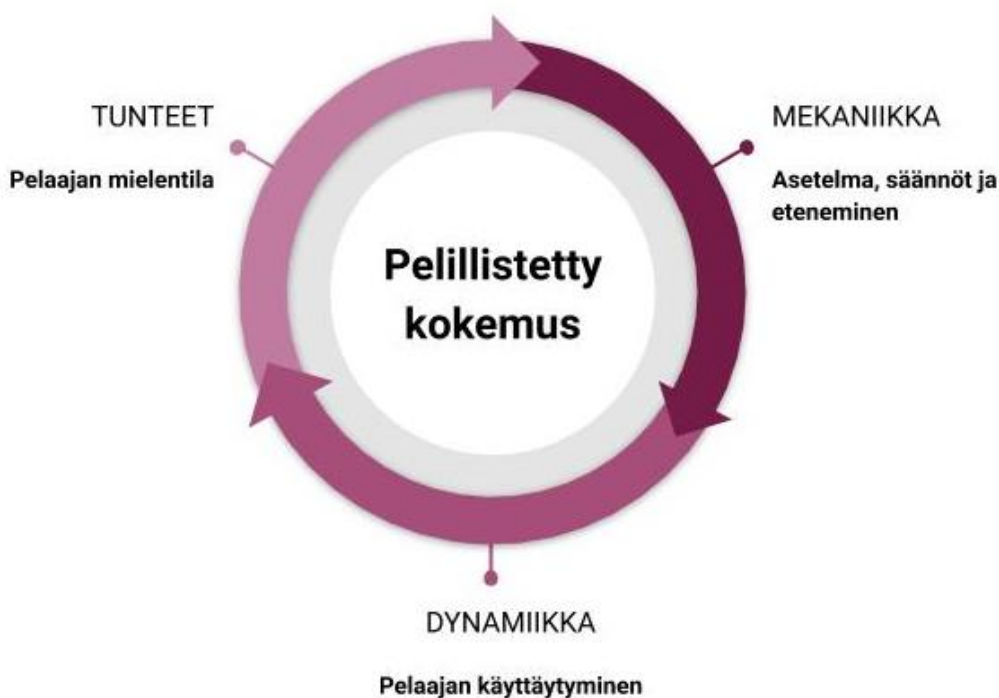 TUNTEET
Pelaajan mielentila
MEKANIIKKA
Asetelma, säännöt ja
eteneminen
Pelillistetty
kokemus
DYNAMIIKKA
Pelaajan käyttäytyminen